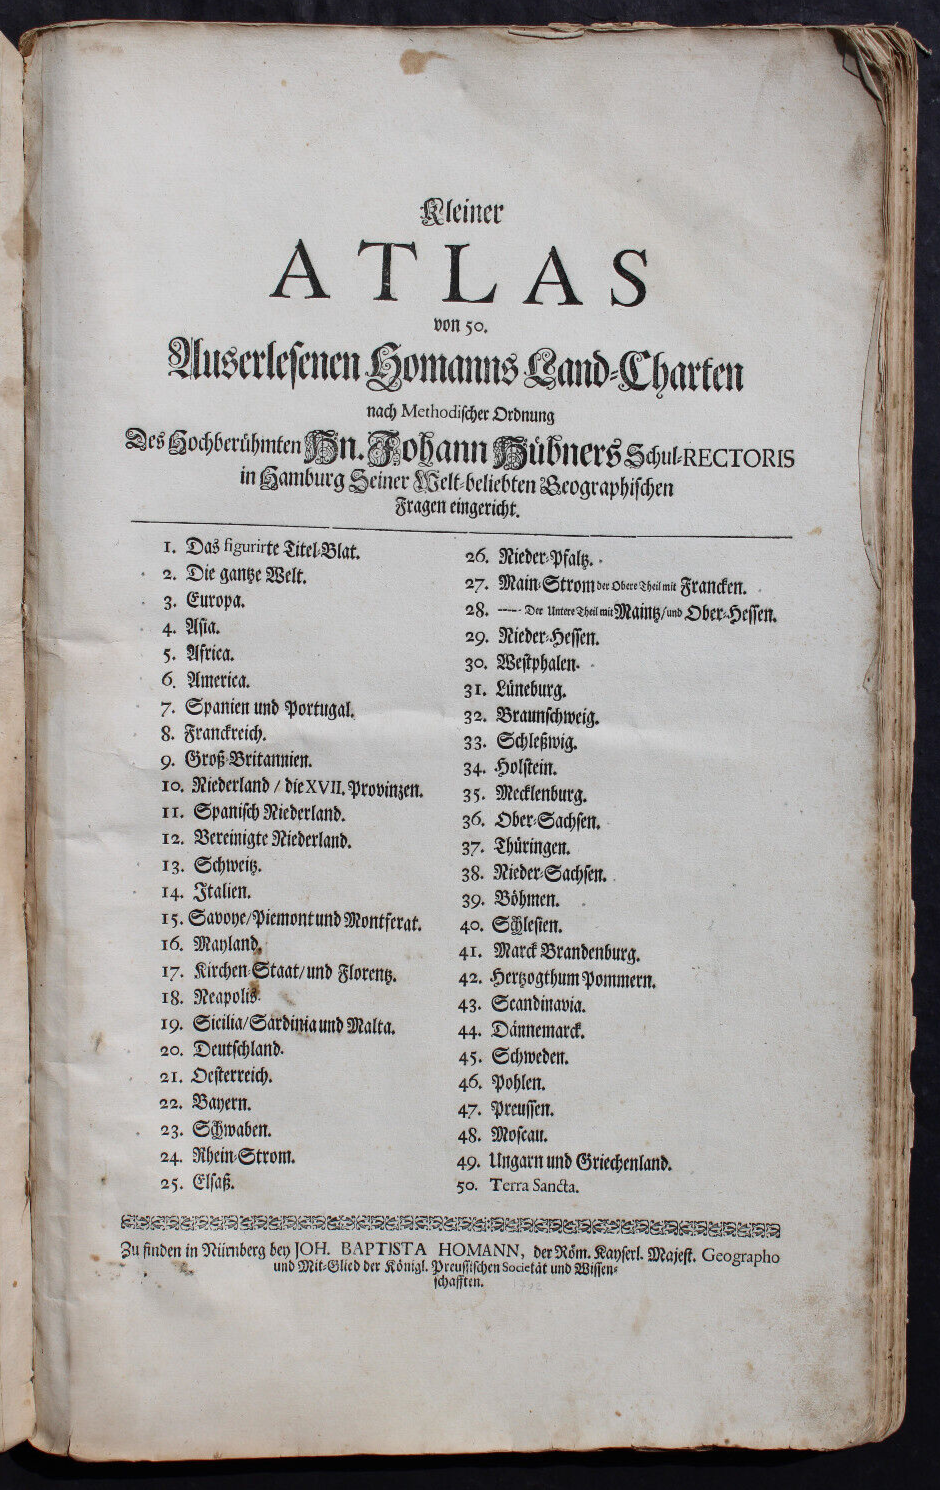 Kleiner
ATLAS
von 50.
Auserlesenen Homanns Land-Charten
nach Methodischer Ordnung
Des Hochberühmten Hn. Johann Hübners Schul-RECTORIS
in Hamburg Seiner Welt-beliebten Geographischen
Fragen eingericht.
1. Das figurirte Titel-Blat.
2. Die gantze Welt.
3. Europa.
4. Asia.
5. Africa.
6. America.
7. Spanien und Portugal.
8. Franckreich.
9. Groß-Britannien.
10. Niederland / die XVII. Provinzen.
11. Spanisch Niederland.
12. Vereinigte Niederland.
13. Schweitz.
14. Italien.
15. Savoye/Piemont und Montferat.
16. Mayland.
17. Kirchen-Staat/und Florentz.
18. Neapolis.
19. Sicilia/Sardinia und Malta.
20. Deutschland.
21. Oesterreich.
22. Bayern.
23. Schwaben.
24. Rhein-Strom.
25. Elsaß.
26. Nieder-Pfaltz.
27. Main-Strom der Obere Theil mit Francken.
28. —— Der Untere Theil mit Maintz/und Ober-Hessen.
29. Nieder-Hessen.
30. Westphalen.
31. Lüneburg.
32. Braunschweig.
33. Schleßwig.
34. Holstein.
35. Mecklenburg.
36. Ober-Sachsen.
37. Thüringen.
38. Nieder-Sachsen.
39. Böhmen.
40. Schlesien.
41. Marck Brandenburg.
42. Hertzogthum Pommern.
43. Scandinavia.
44. Dännemarck.
45. Schweden.
46. Pohlen.
47. Preussen.
48. Moscau.
49. Ungarn und Griechenland.
50. Terra Sancta.
Zu finden in Nürnberg bey JOH. BAPTISTA HOMANN, der Röm. Kayserl. Majest. Geographo
und Mit-Glied der Königl. Preussischen Societät und Wissen-
schafften.